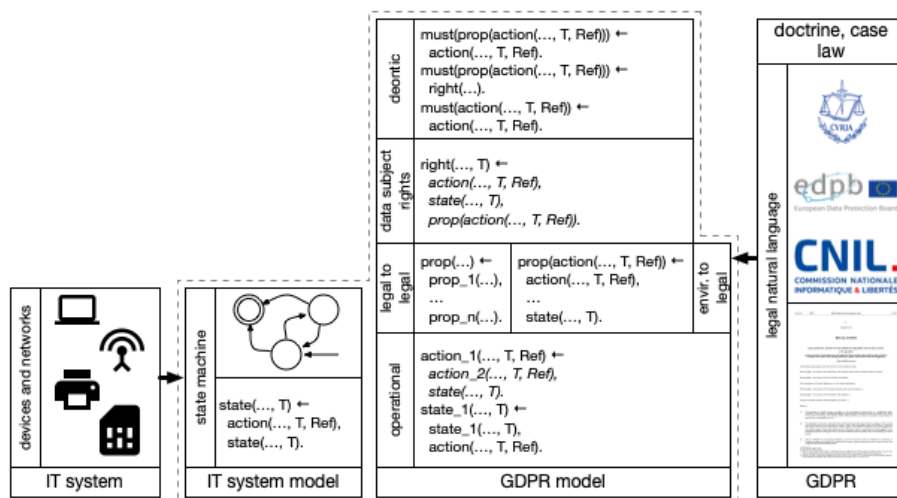 devices and networks
IT system
state machine
state(…, T) ←
action(…, T, Ref),
state(…, T).
IT system model
deontic
must(prop(action(…, T, Ref))) ←
action(…, T, Ref).
must(prop(action(…, T, Ref))) ←
right(…).
must(action(…, T, Ref)) ←
action(…, T, Ref).
data subject
rights
right(…, T) ←
action(…, T, Ref),
state(…, T),
prop(action(…, T, Ref)).
legal to
legal
prop(…) ←
prop_1(…),
…
prop_n(…).
prop(action(…, T, Ref)) ←
action(…, T, Ref),
…
state(…, T).
envir. to
legal
operational
action_1(…, T, Ref) ←
action_2(…, T, Ref),
state(…, T).
state_1(…, T) ←
state_1(…, T),
action(…, T, Ref).
GDPR model
doctrine, case
law
legal natural language
CVRIA
edpb
European Data Protection Board
CNIL.
COMMISSION NATIONALE
INFORMATIQUE & LIBERTÉS
GDPR